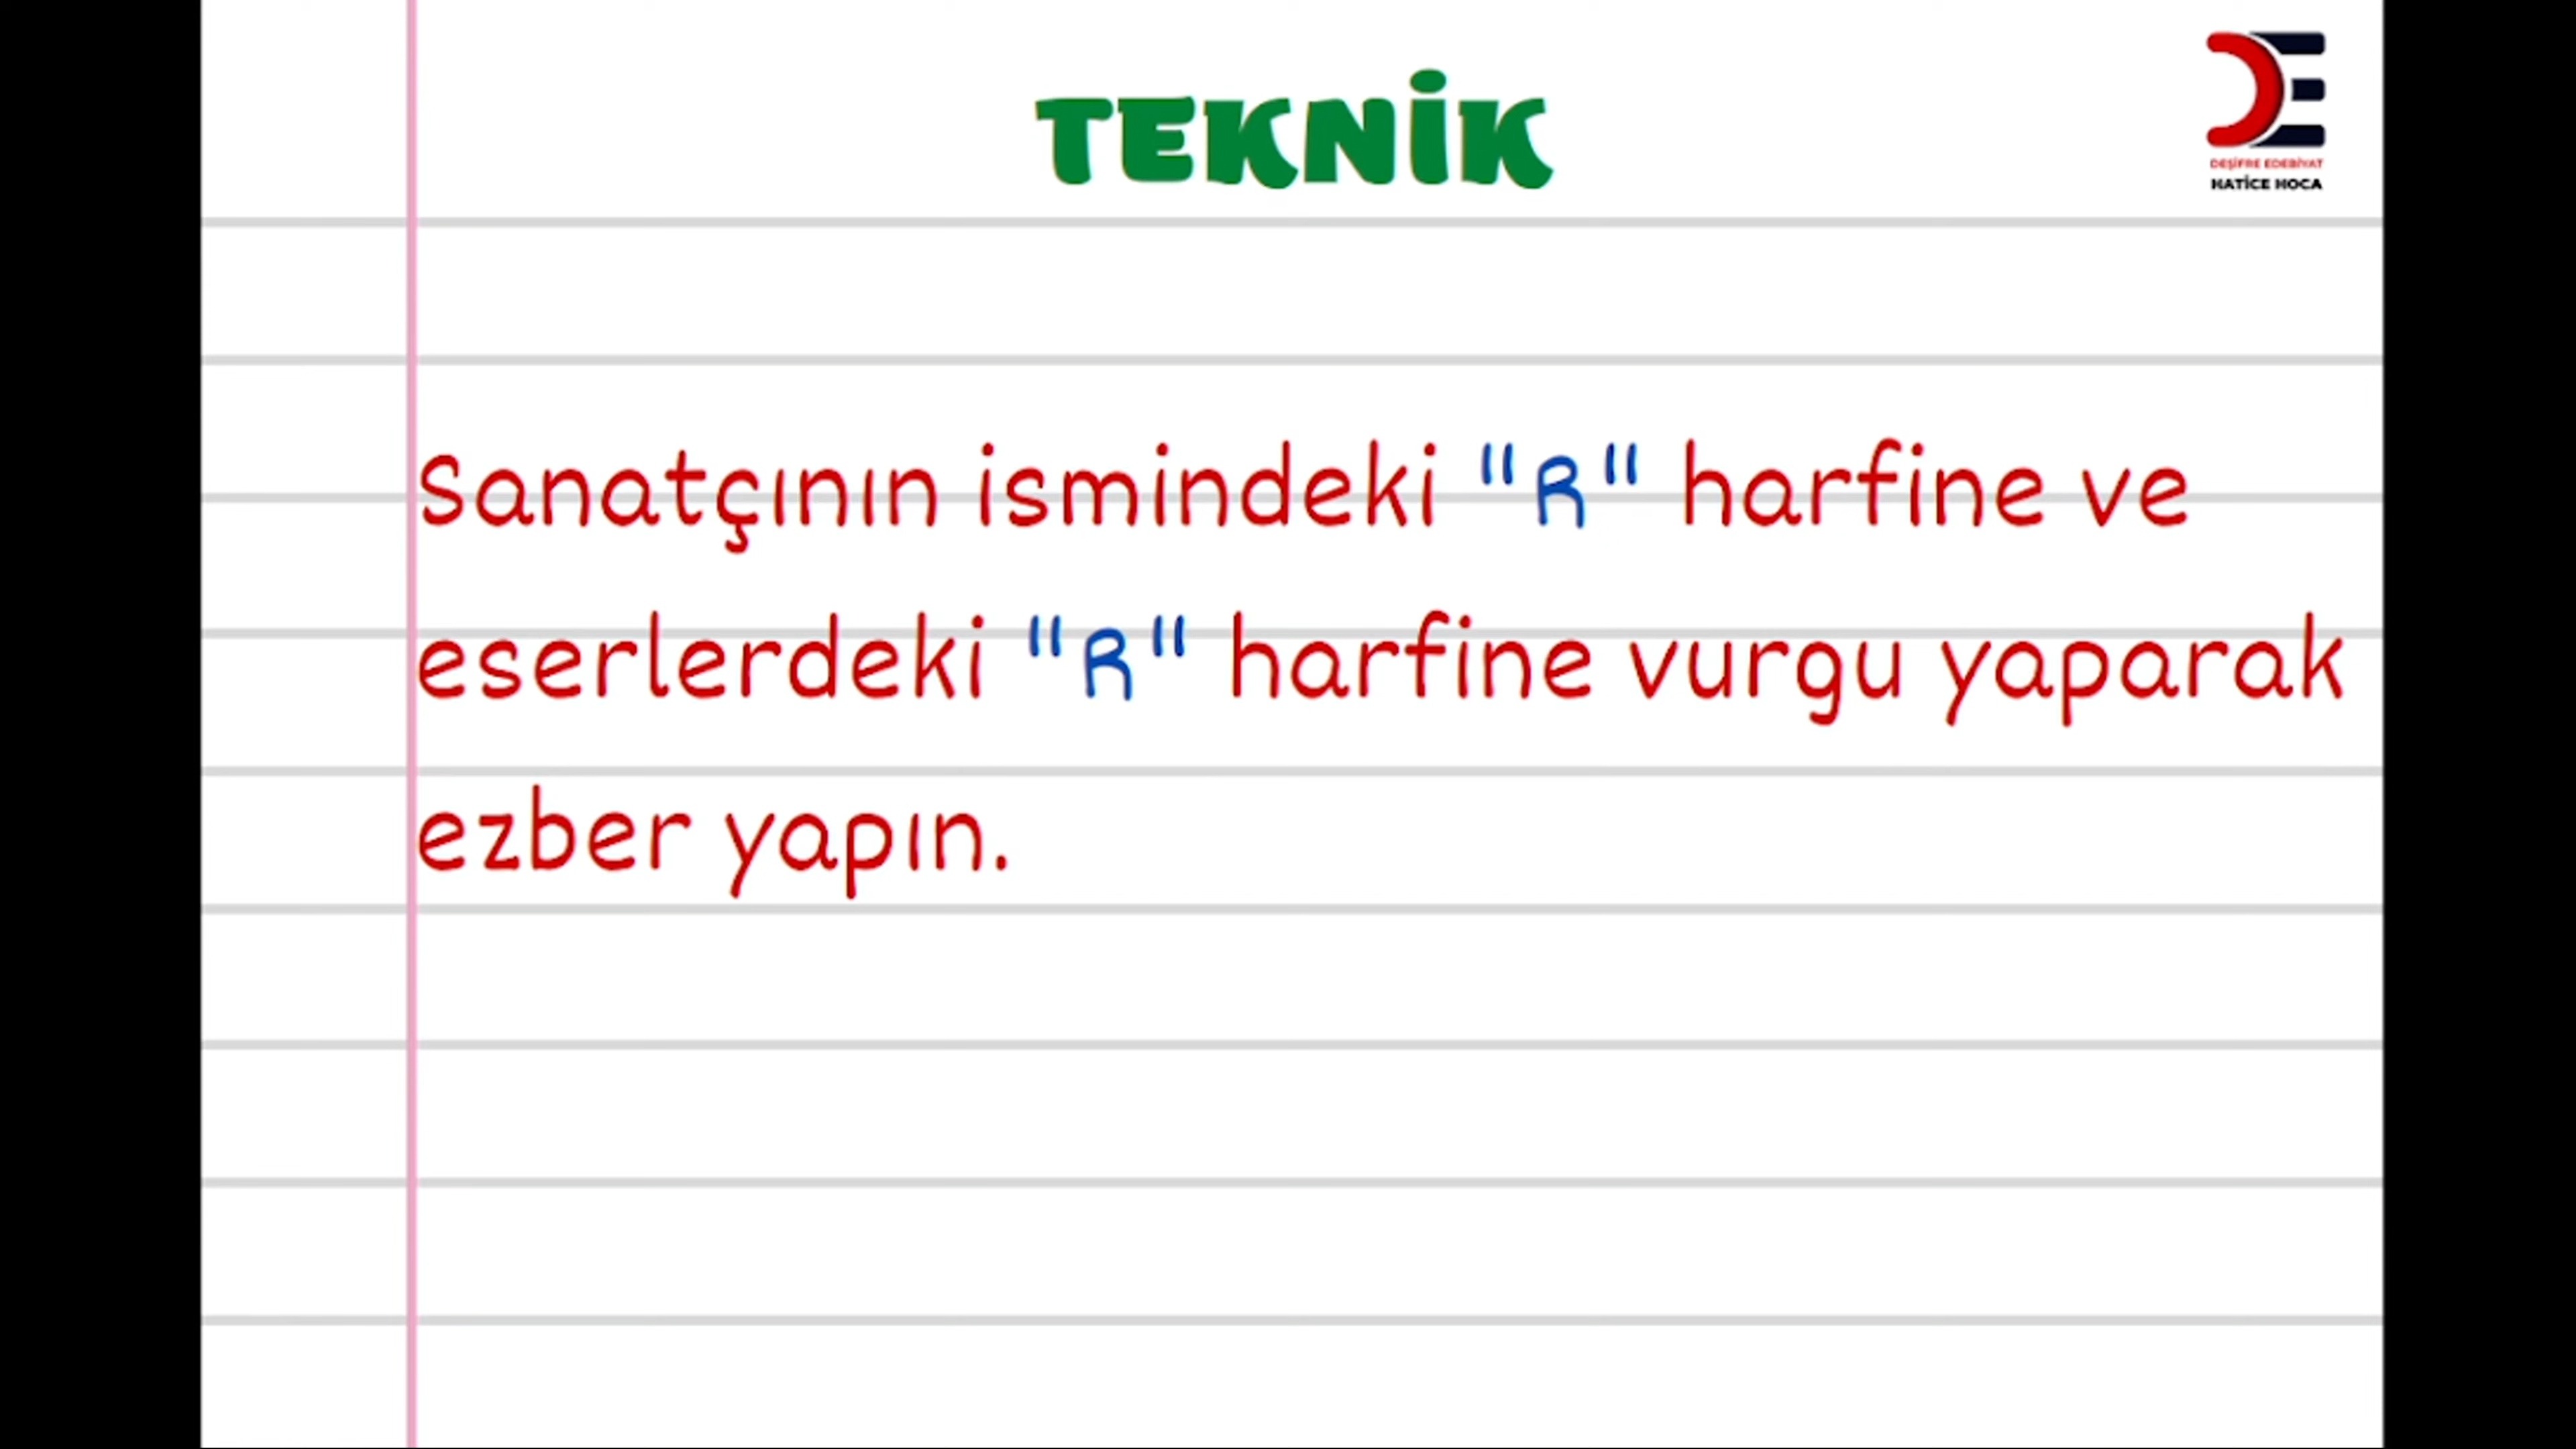 TEKNİK
DEŞİFRE EDEBİYAT
HATİCE HOCA
Sanatçının ismindeki "R" harfine ve
eserlerdeki "R" harfine vurgu yaparak
ezber yapın.